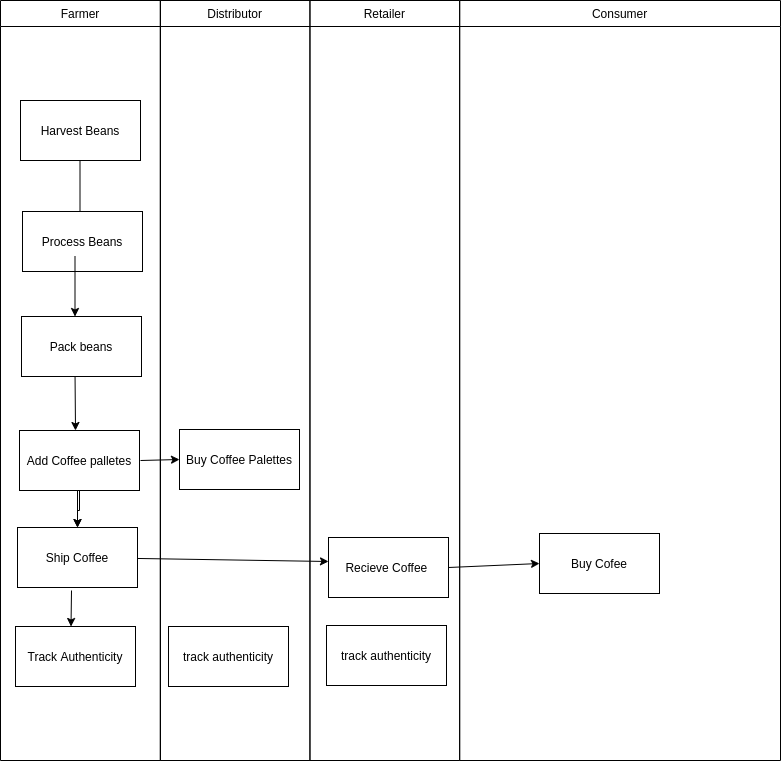 Farmer
Distributor
Retailer
Consumer
Harvest Beans
Process Beans
Pack beans
Add Coffee palletes
Buy Coffee Palettes
Ship Coffee
Recieve Coffee
Buy Cofee
Track Authenticity
track authenticity
track authenticity